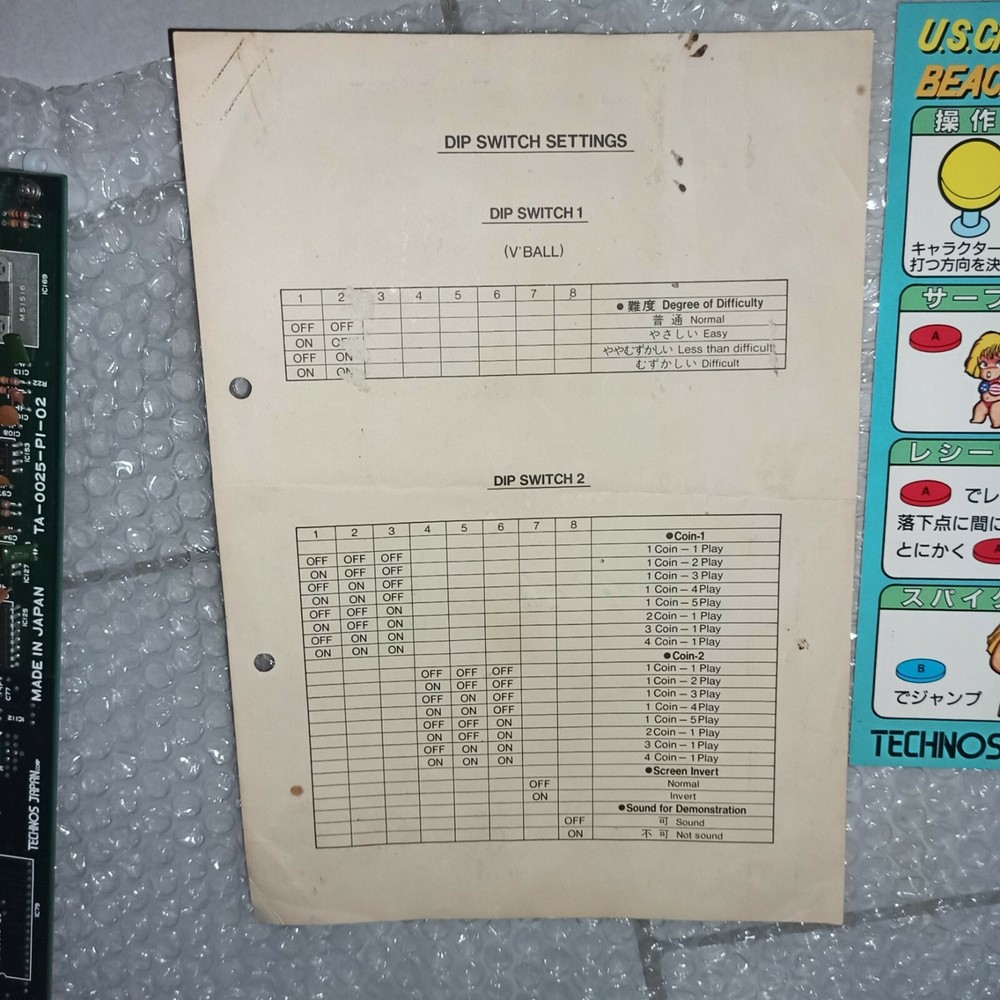 DIP SWITCH SETTINGS
DIP SWITCH 1
(V'BALL)
1 2 3 4 5 6 7 8
●難度 Degree of Difficulty
OFF OFF 普通 Normal
ON やさしい Easy
OFF ON ややむずかしい Less than difficult
ON ON むずかしい Difficult
DIP SWITCH 2
1 2 3 4 5 6 7 8
●Coin-1
OFF OFF OFF 1 Coin – 1 Play
ON OFF OFF 1 Coin – 2 Play
OFF ON OFF 1 Coin – 3 Play
ON ON OFF 1 Coin – 4 Play
OFF OFF ON 1 Coin – 5 Play
ON OFF ON 2 Coin – 1 Play
OFF ON ON 3 Coin – 1 Play
ON ON ON 4 Coin – 1 Play
●Coin-2
OFF OFF OFF 1 Coin – 1 Play
ON OFF OFF 1 Coin – 2 Play
OFF ON OFF 1 Coin – 3 Play
ON ON OFF 1 Coin – 4 Play
OFF OFF ON 1 Coin – 5 Play
ON OFF ON 2 Coin – 1 Play
OFF ON ON 3 Coin – 1 Play
ON ON ON 4 Coin – 1 Play
●Screen Invert
OFF Normal
ON Invert
●Sound for Demonstration
OFF 可 Sound
ON 不可 Not sound
TA-0025-P1-02
MADE IN JAPAN
TECHNOS JAPAN CORP
M51516
IC169
R22
IC153
IC127
IC125
C77
IC112
IC79
U.S.
BEAC
操作
キャラクター
打つ方向を決
サーブ
A
レシー
A でレ
落下点に間に
とにかく
スパイク
B
でジャンプ
TECHNOS